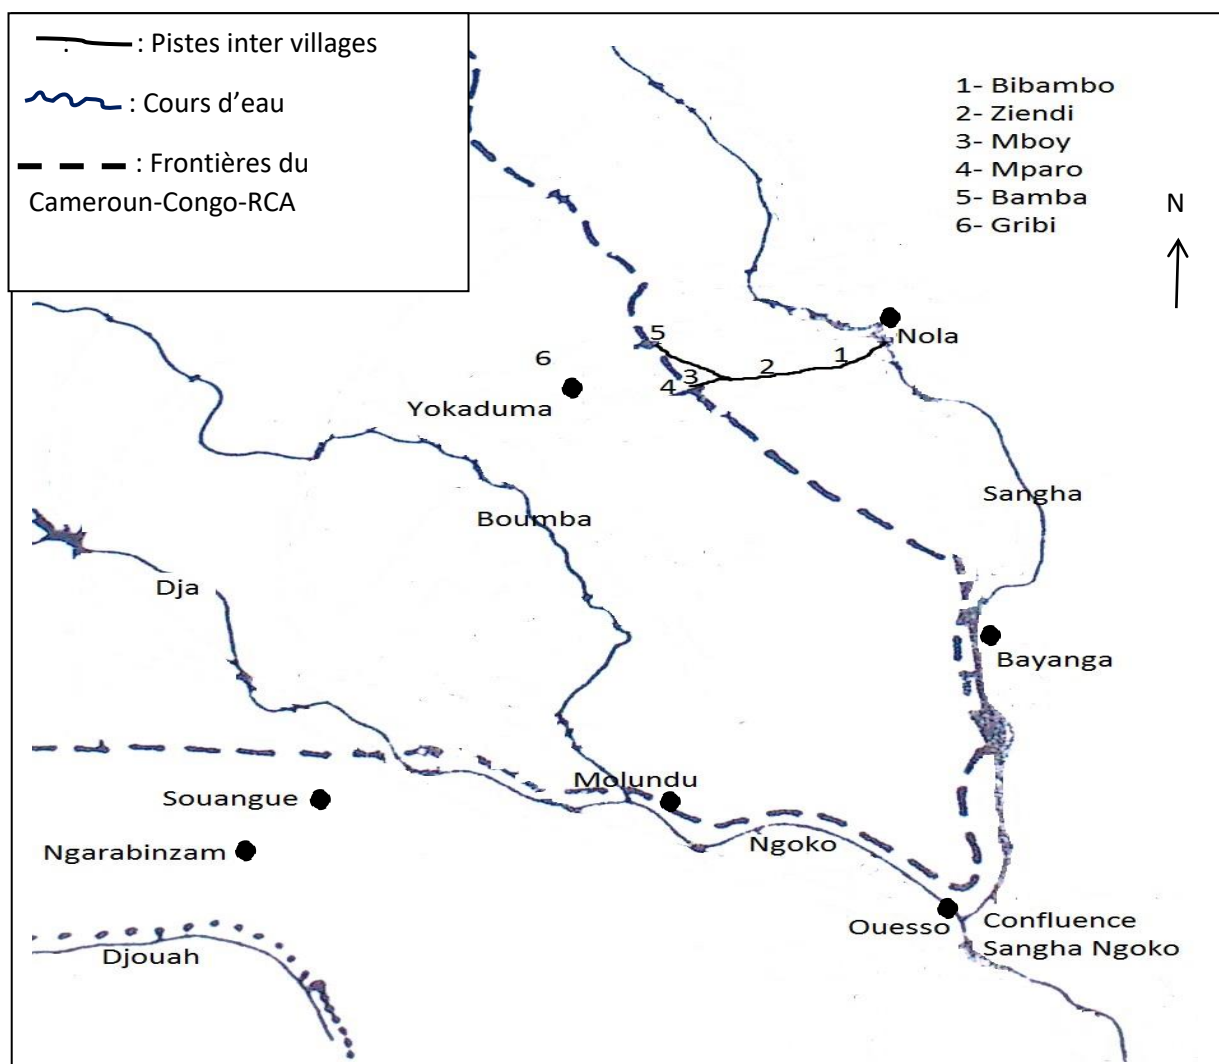 : Pistes inter villages
: Cours d’eau
: Frontières du
Cameroun-Congo-RCA
1- Bibambo
2- Ziendi
3- Mboy
4- Mparo
5- Bamba
6- Gribi
N
Nola
5
6
1
2
3
4
Yokaduma
Sangha
Boumba
Dja
Bayanga
Molundu
Souangue
Ngoko
Ngarabinzam
Ouesso
Confluence
Sangha Ngoko
Djouah